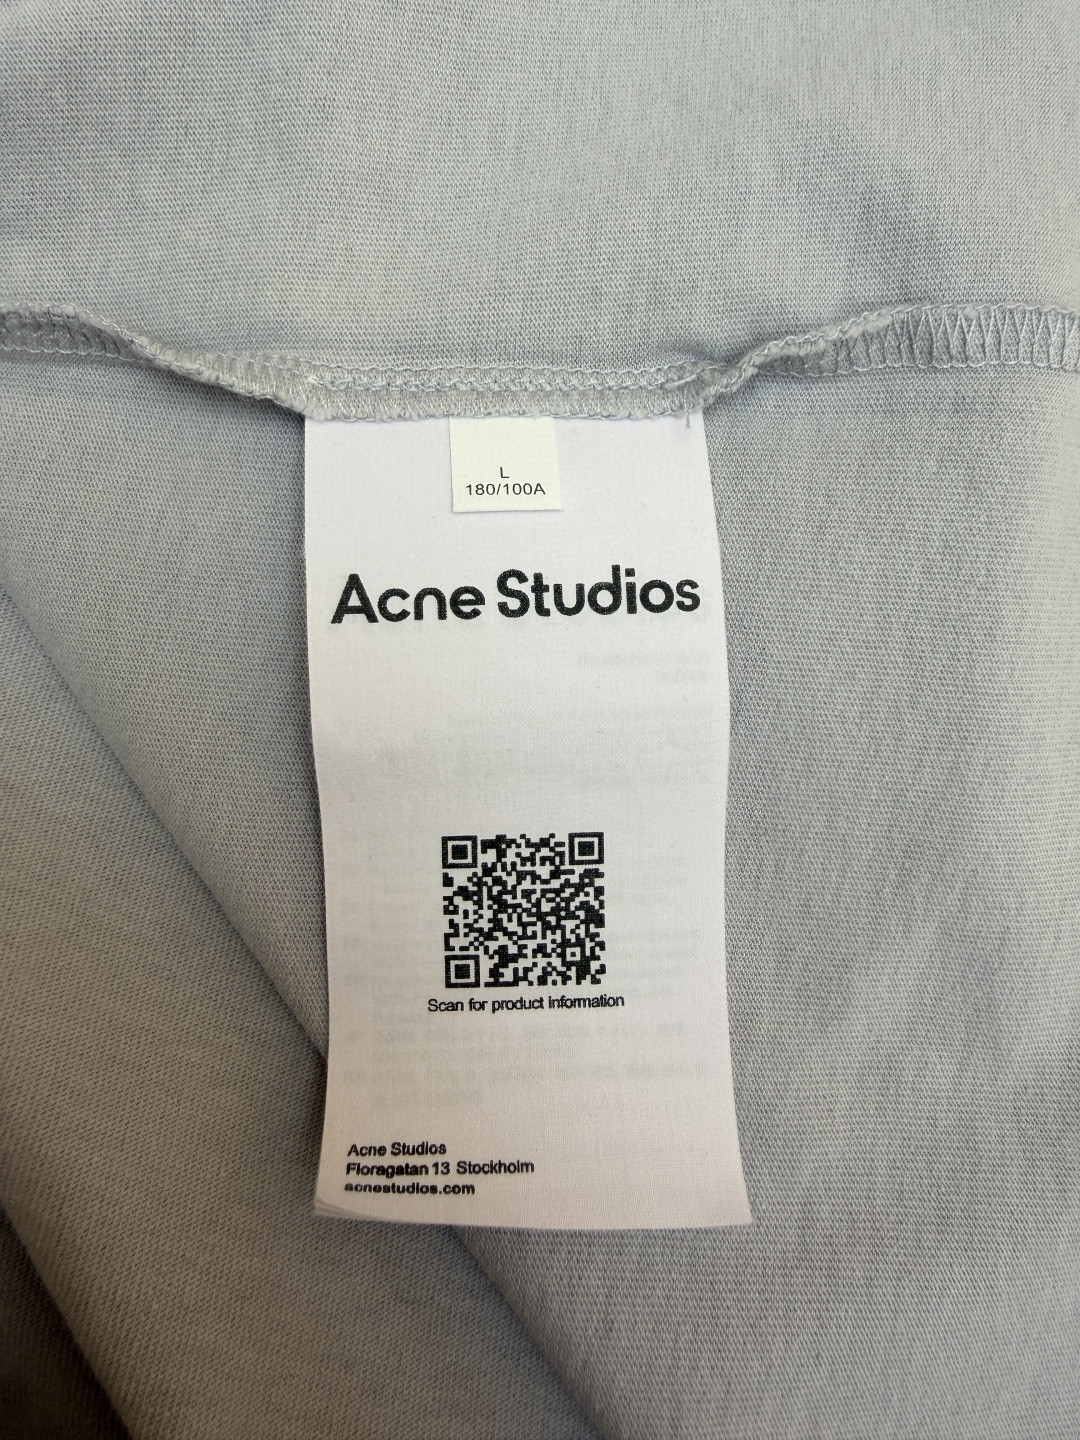 L
180/100A
Acne Studios
Scan for product information
Acne Studios
Floragatan 13 Stockholm
acnestudios.com